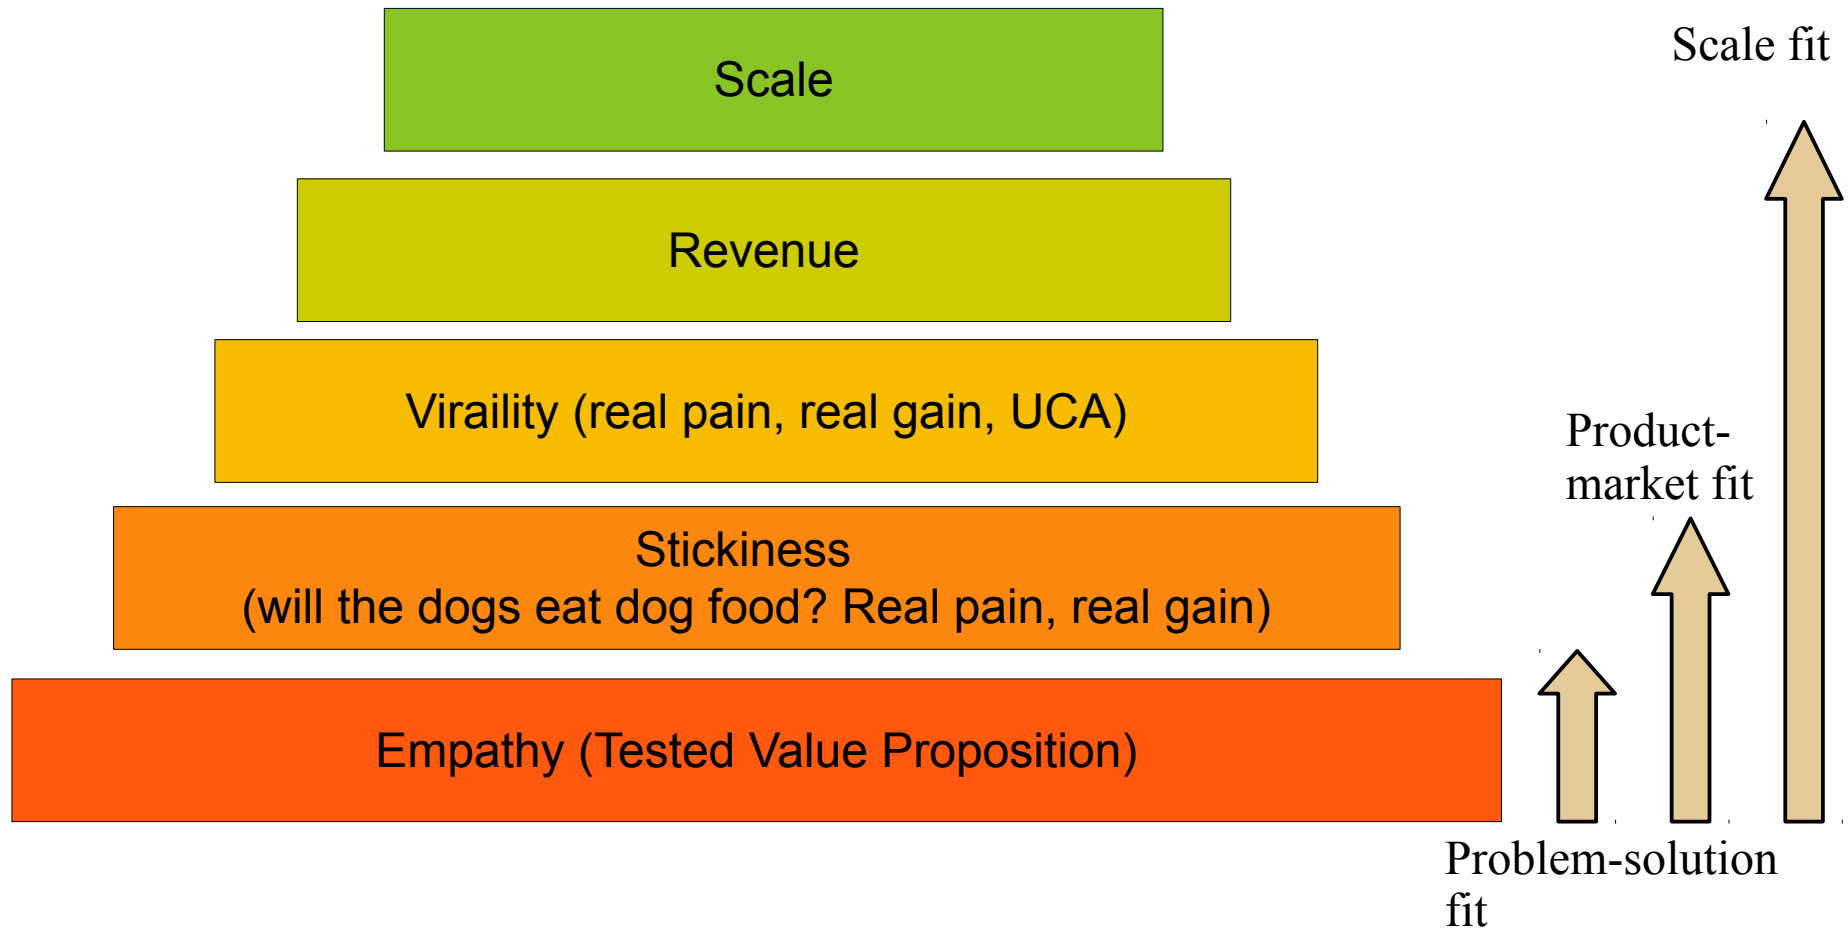 Scale
Scale fit
Revenue
Viraility (real pain, real gain, UCA)
Product-
market fit
Stickiness
(will the dogs eat dog food? Real pain, real gain)
Empathy (Tested Value Proposition)
Problem-solution
fit